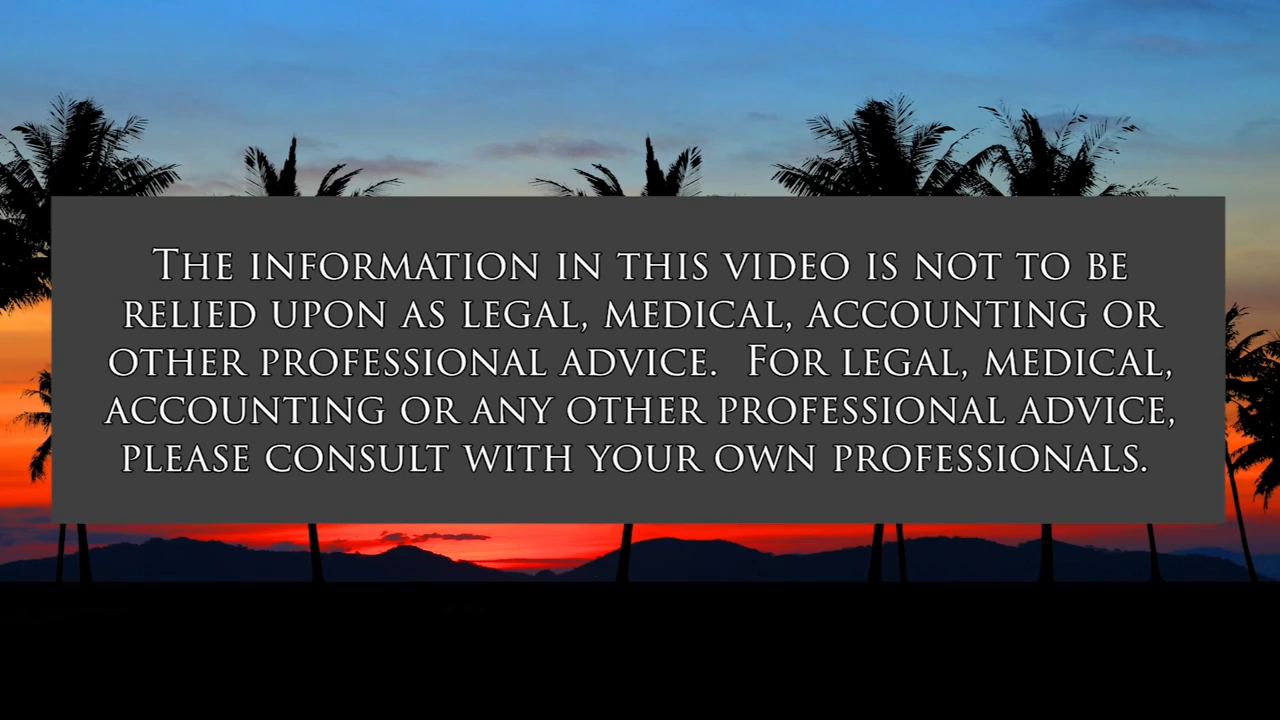 The information in this video is not to be
relied upon as legal, medical, accounting or
other professional advice.  For legal, medical,
accounting or any other professional advice,
please consult with your own professionals.